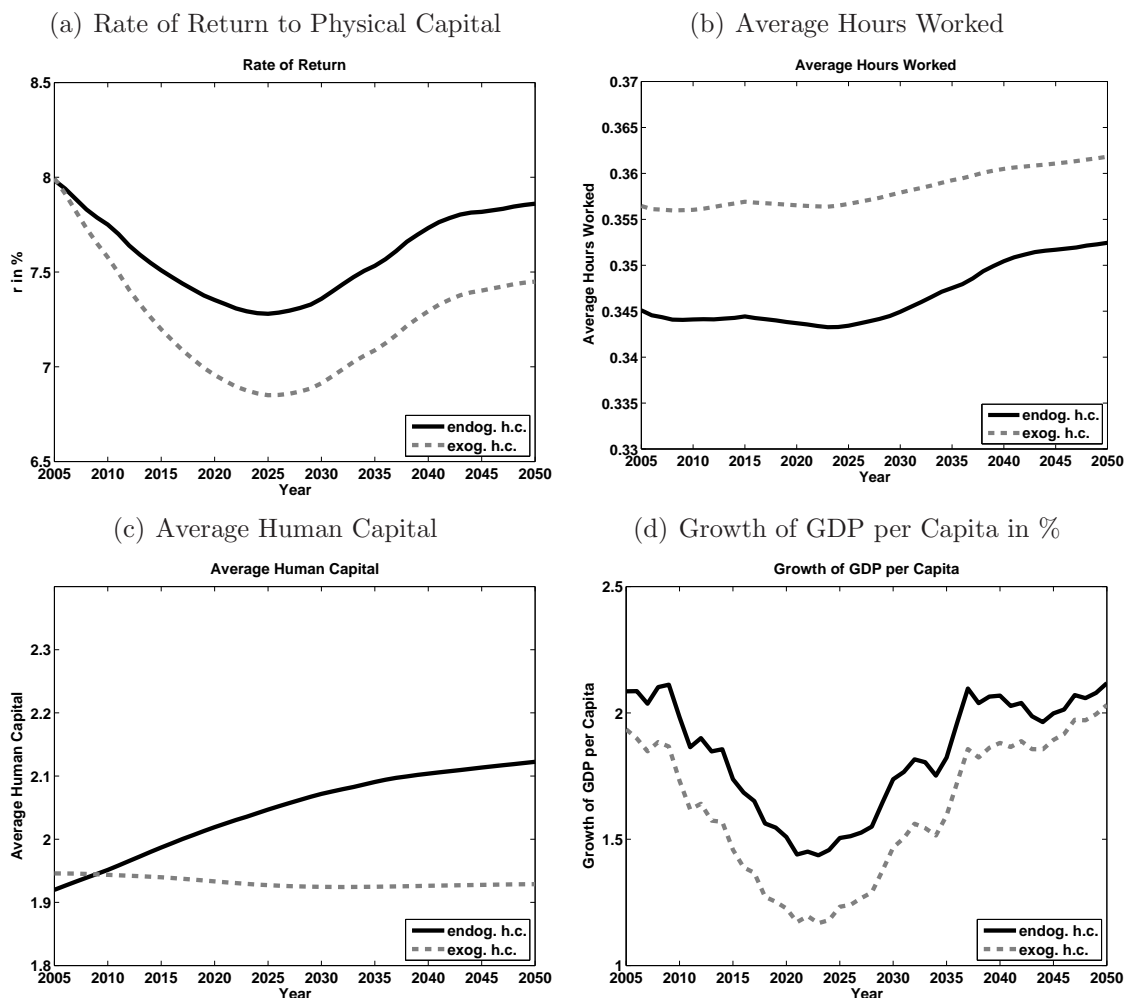 (a) Rate of Return to Physical Capital
Rate of Return
8.5
8
7.5
7
6.5
r in %
2005 2010 2015 2020 2025 2030 2035 2040 2045 2050
Year
endog. h.c.
exog. h.c.
(b) Average Hours Worked
Average Hours Worked
0.37
0.365
0.36
0.355
0.35
0.345
0.34
0.335
0.33
Average Hours Worked
2005 2010 2015 2020 2025 2030 2035 2040 2045 2050
Year
endog. h.c.
exog. h.c.
(c) Average Human Capital
Average Human Capital
2.3
2.2
2.1
2
1.9
1.8
Average Human Capital
2005 2010 2015 2020 2025 2030 2035 2040 2045 2050
Year
endog. h.c.
exog. h.c.
(d) Growth of GDP per Capita in %
Growth of GDP per Capita
2.5
2
1.5
1
Growth of GDP per Capita
2005 2010 2015 2020 2025 2030 2035 2040 2045 2050
Year
endog. h.c.
exog. h.c.